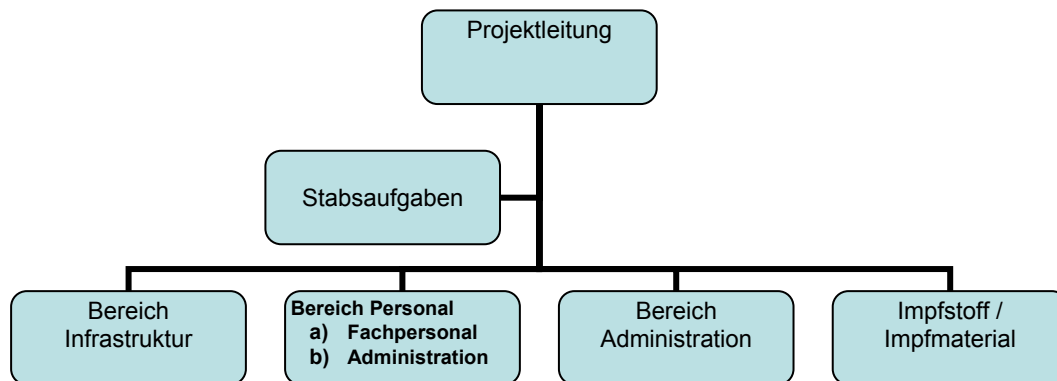 Projektleitung
Stabsaufgaben
Bereich
Infrastruktur
Bereich Personal
a) Fachpersonal
b) Administration
Bereich
Administration
Impfstoff /
Impfmaterial